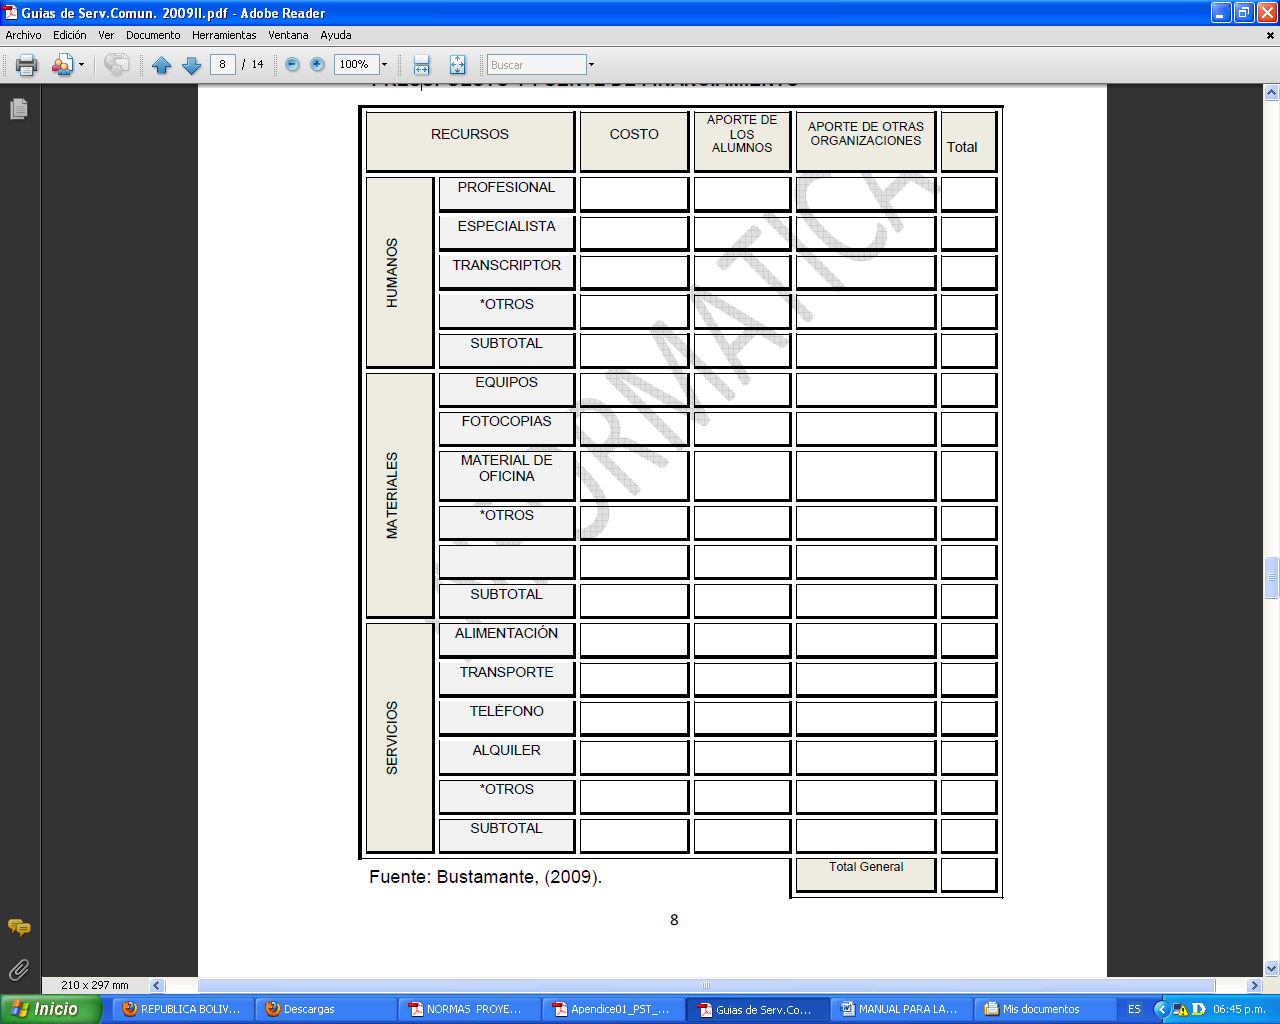 Guias de Serv.Comun. 2009II.pdf - Adobe Reader
Archivo Edición Ver Documento Herramientas Ventana Ayuda
8 / 14 100% Buscar
PRESUPUESTO Y FUENTE DE FINANCIAMIENTO
RECURSOS COSTO APORTE DE LOS ALUMNOS APORTE DE OTRAS ORGANIZACIONES Total
HUMANOS
PROFESIONAL
ESPECIALISTA
TRANSCRIPTOR
*OTROS
SUBTOTAL
MATERIALES
EQUIPOS
FOTOCOPIAS
MATERIAL DE
OFICINA
*OTROS
SUBTOTAL
SERVICIOS
ALIMENTACIÓN
TRANSPORTE
TELÉFONO
ALQUILER
*OTROS
SUBTOTAL
Total General
Fuente: Bustamante, (2009).
8
210 x 297 mm
Inicio REPUBLICA BOLIV... Descargas NORMAS PROYE... Apendice01_PST_... Guias de Serv.Co... MANUAL PARA LA... Mis documentos ES 06:45 p.m.